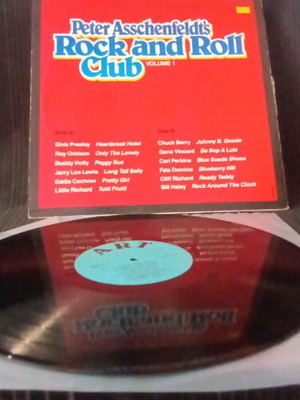 Peter Asschenfeldt's
Rock and Roll
Club VOLUME 1
Side A
Elvis Presley Heartbreak Hotel
Roy Orbison Only The Lonely
Buddy Holly Peggy Sue
Jerry Lee Lewis Long Tall Sally
Eddie Cochran Pretty Girl
Little Richard Tutti Frutti
Side B
Chuck Berry Johnny B. Goode
Gene Vincent Be Bop A Lula
Carl Perkins Blue Suede Shoes
Fats Domino Blueberry Hill
Cliff Richard Ready Teddy
Bill Haley Rock Around The Clock
ART